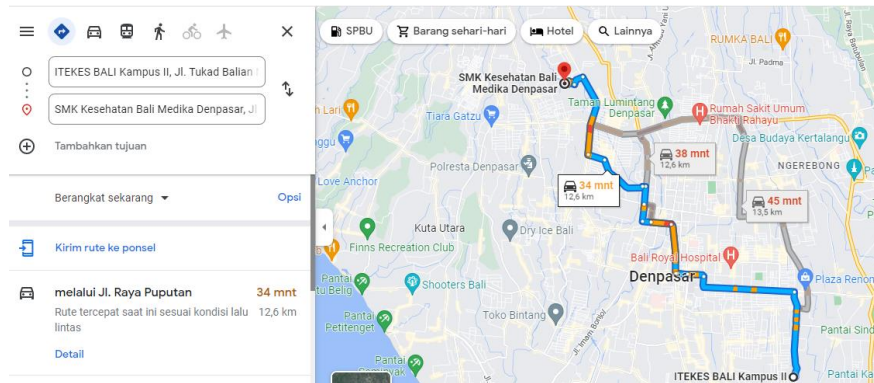 ITEKES BALI Kampus II, Jl. Tukad Balian
SMK Kesehatan Bali Medika Denpasar, Jl
Tambahkan tujuan
Berangkat sekarang
Opsi
Kirim rute ke ponsel
melalui Jl. Raya Puputan
34 mnt
Rute tercepat saat ini sesuai kondisi lalu
12,6 km
lintas
Detail
SPBU
Barang sehari-hari
Hotel
Lainnya
RUMKA BALI
Jl. Padma
SMK Kesehatan Bali
Medika Denpasar
Taman Lumintang
Denpasar
Rumah Sakit Umum
Bhakti Rahayu
Tiara Gatzu
Desa Budaya Kertalangu
Polresta Denpasar
38 mnt
12,6 km
NGEREBONG
Love Anchor
34 mnt
12,6 km
45 mnt
13,5 km
Kuta Utara
Dry Ice Bali
Finns Recreation Club
Bali Royal Hospital
Denpasar
Shooters Bali
Plaza Renon
Pantai
Petitenget
Toko Bintang
Jl. Imam Bonjol
Pantai Sind
Pantai
ITEKES BALI Kampus II
Pantai Ka